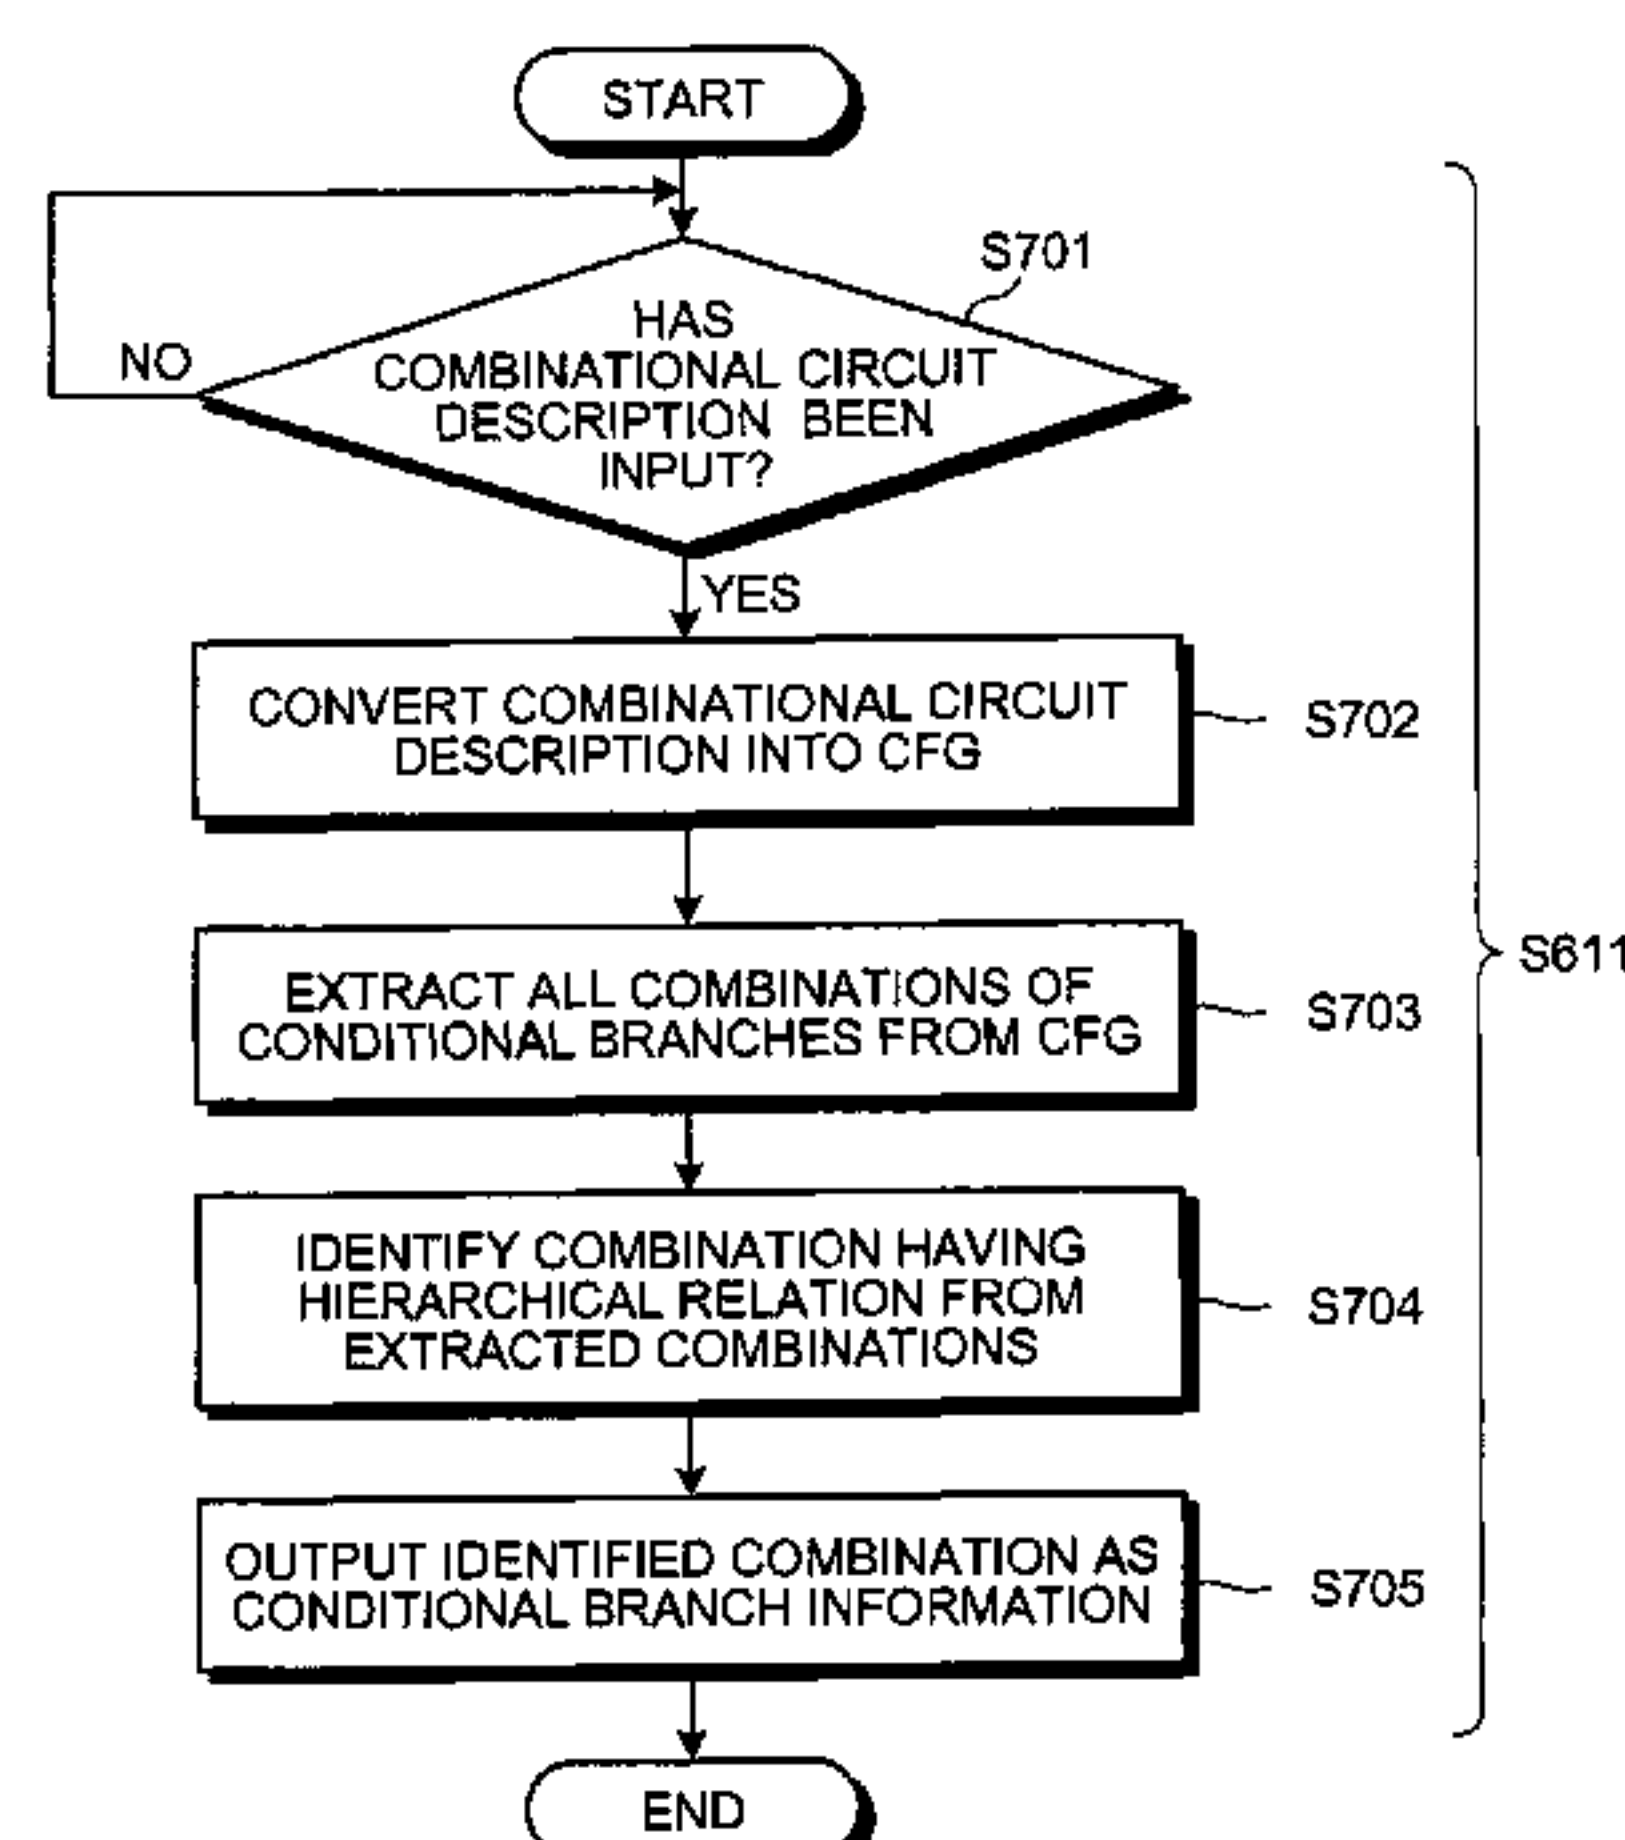 START
S701
HAS
COMBINATIONAL CIRCUIT
DESCRIPTION BEEN
INPUT?
NO
YES
CONVERT COMBINATIONAL CIRCUIT
DESCRIPTION INTO CFG
S702
S611
EXTRACT ALL COMBINATIONS OF
CONDITIONAL BRANCHES FROM CFG
S703
IDENTIFY COMBINATION HAVING
HIERARCHICAL RELATION FROM
EXTRACTED COMBINATIONS
S704
OUTPUT IDENTIFIED COMBINATION AS
CONDITIONAL BRANCH INFORMATION
S705
END